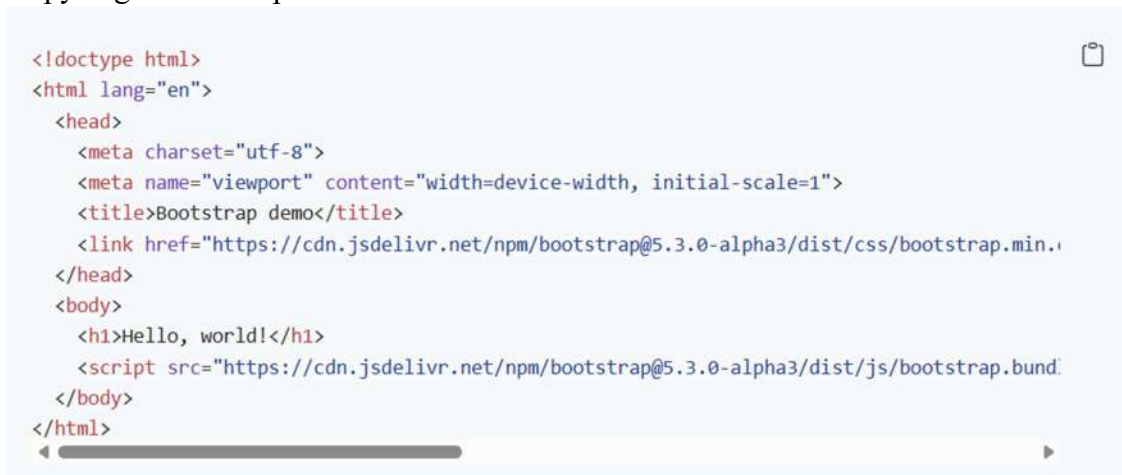 <!doctype html>
<html lang="en">
  <head>
    <meta charset="utf-8">
    <meta name="viewport" content="width=device-width, initial-scale=1">
    <title>Bootstrap demo</title>
    <link href="https://cdn.jsdelivr.net/npm/bootstrap@5.3.0-alpha3/dist/css/bootstrap.min.
  </head>
  <body>
    <h1>Hello, world!</h1>
    <script src="https://cdn.jsdelivr.net/npm/bootstrap@5.3.0-alpha3/dist/js/bootstrap.bund
  </body>
</html>